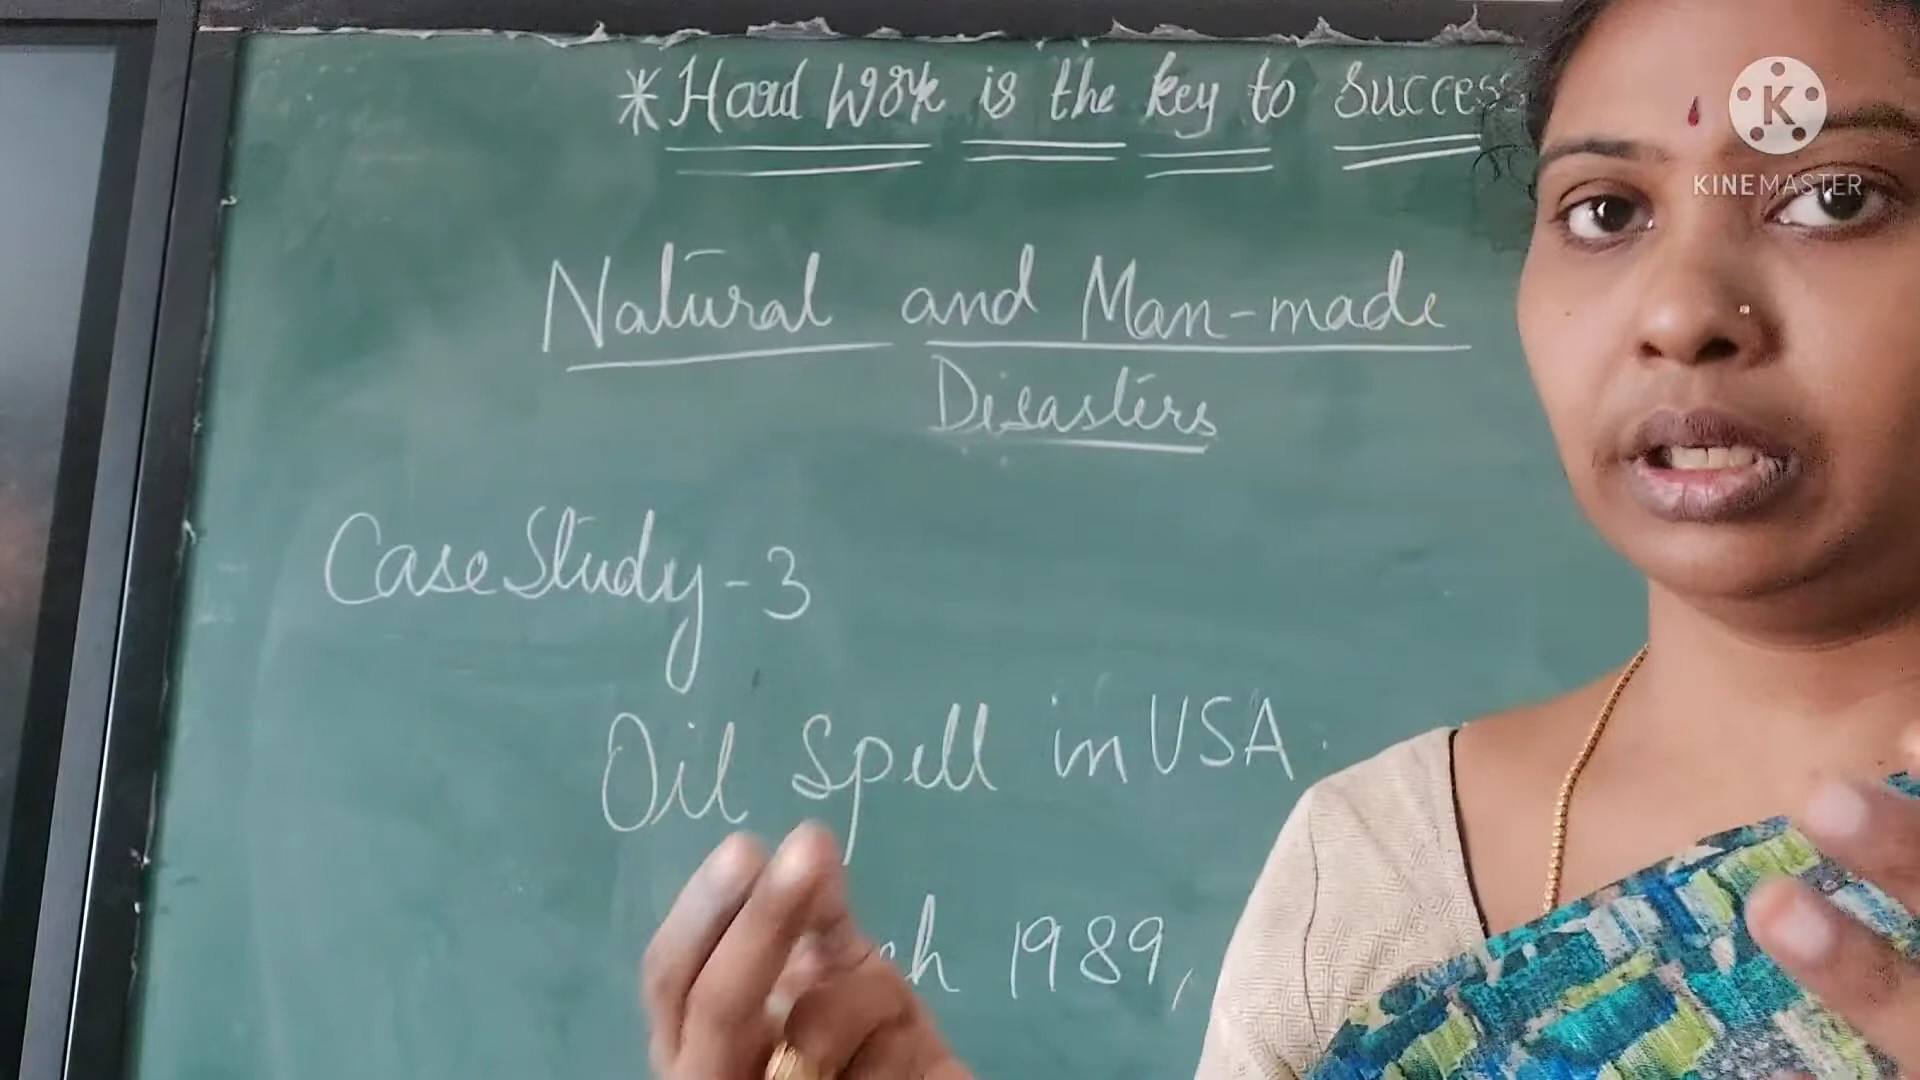 * Hard Work is the key to Success
Natural and Man-made
Disasters
Case Study-3
Oil Spill in USA.
1989,
K
KINEMASTER